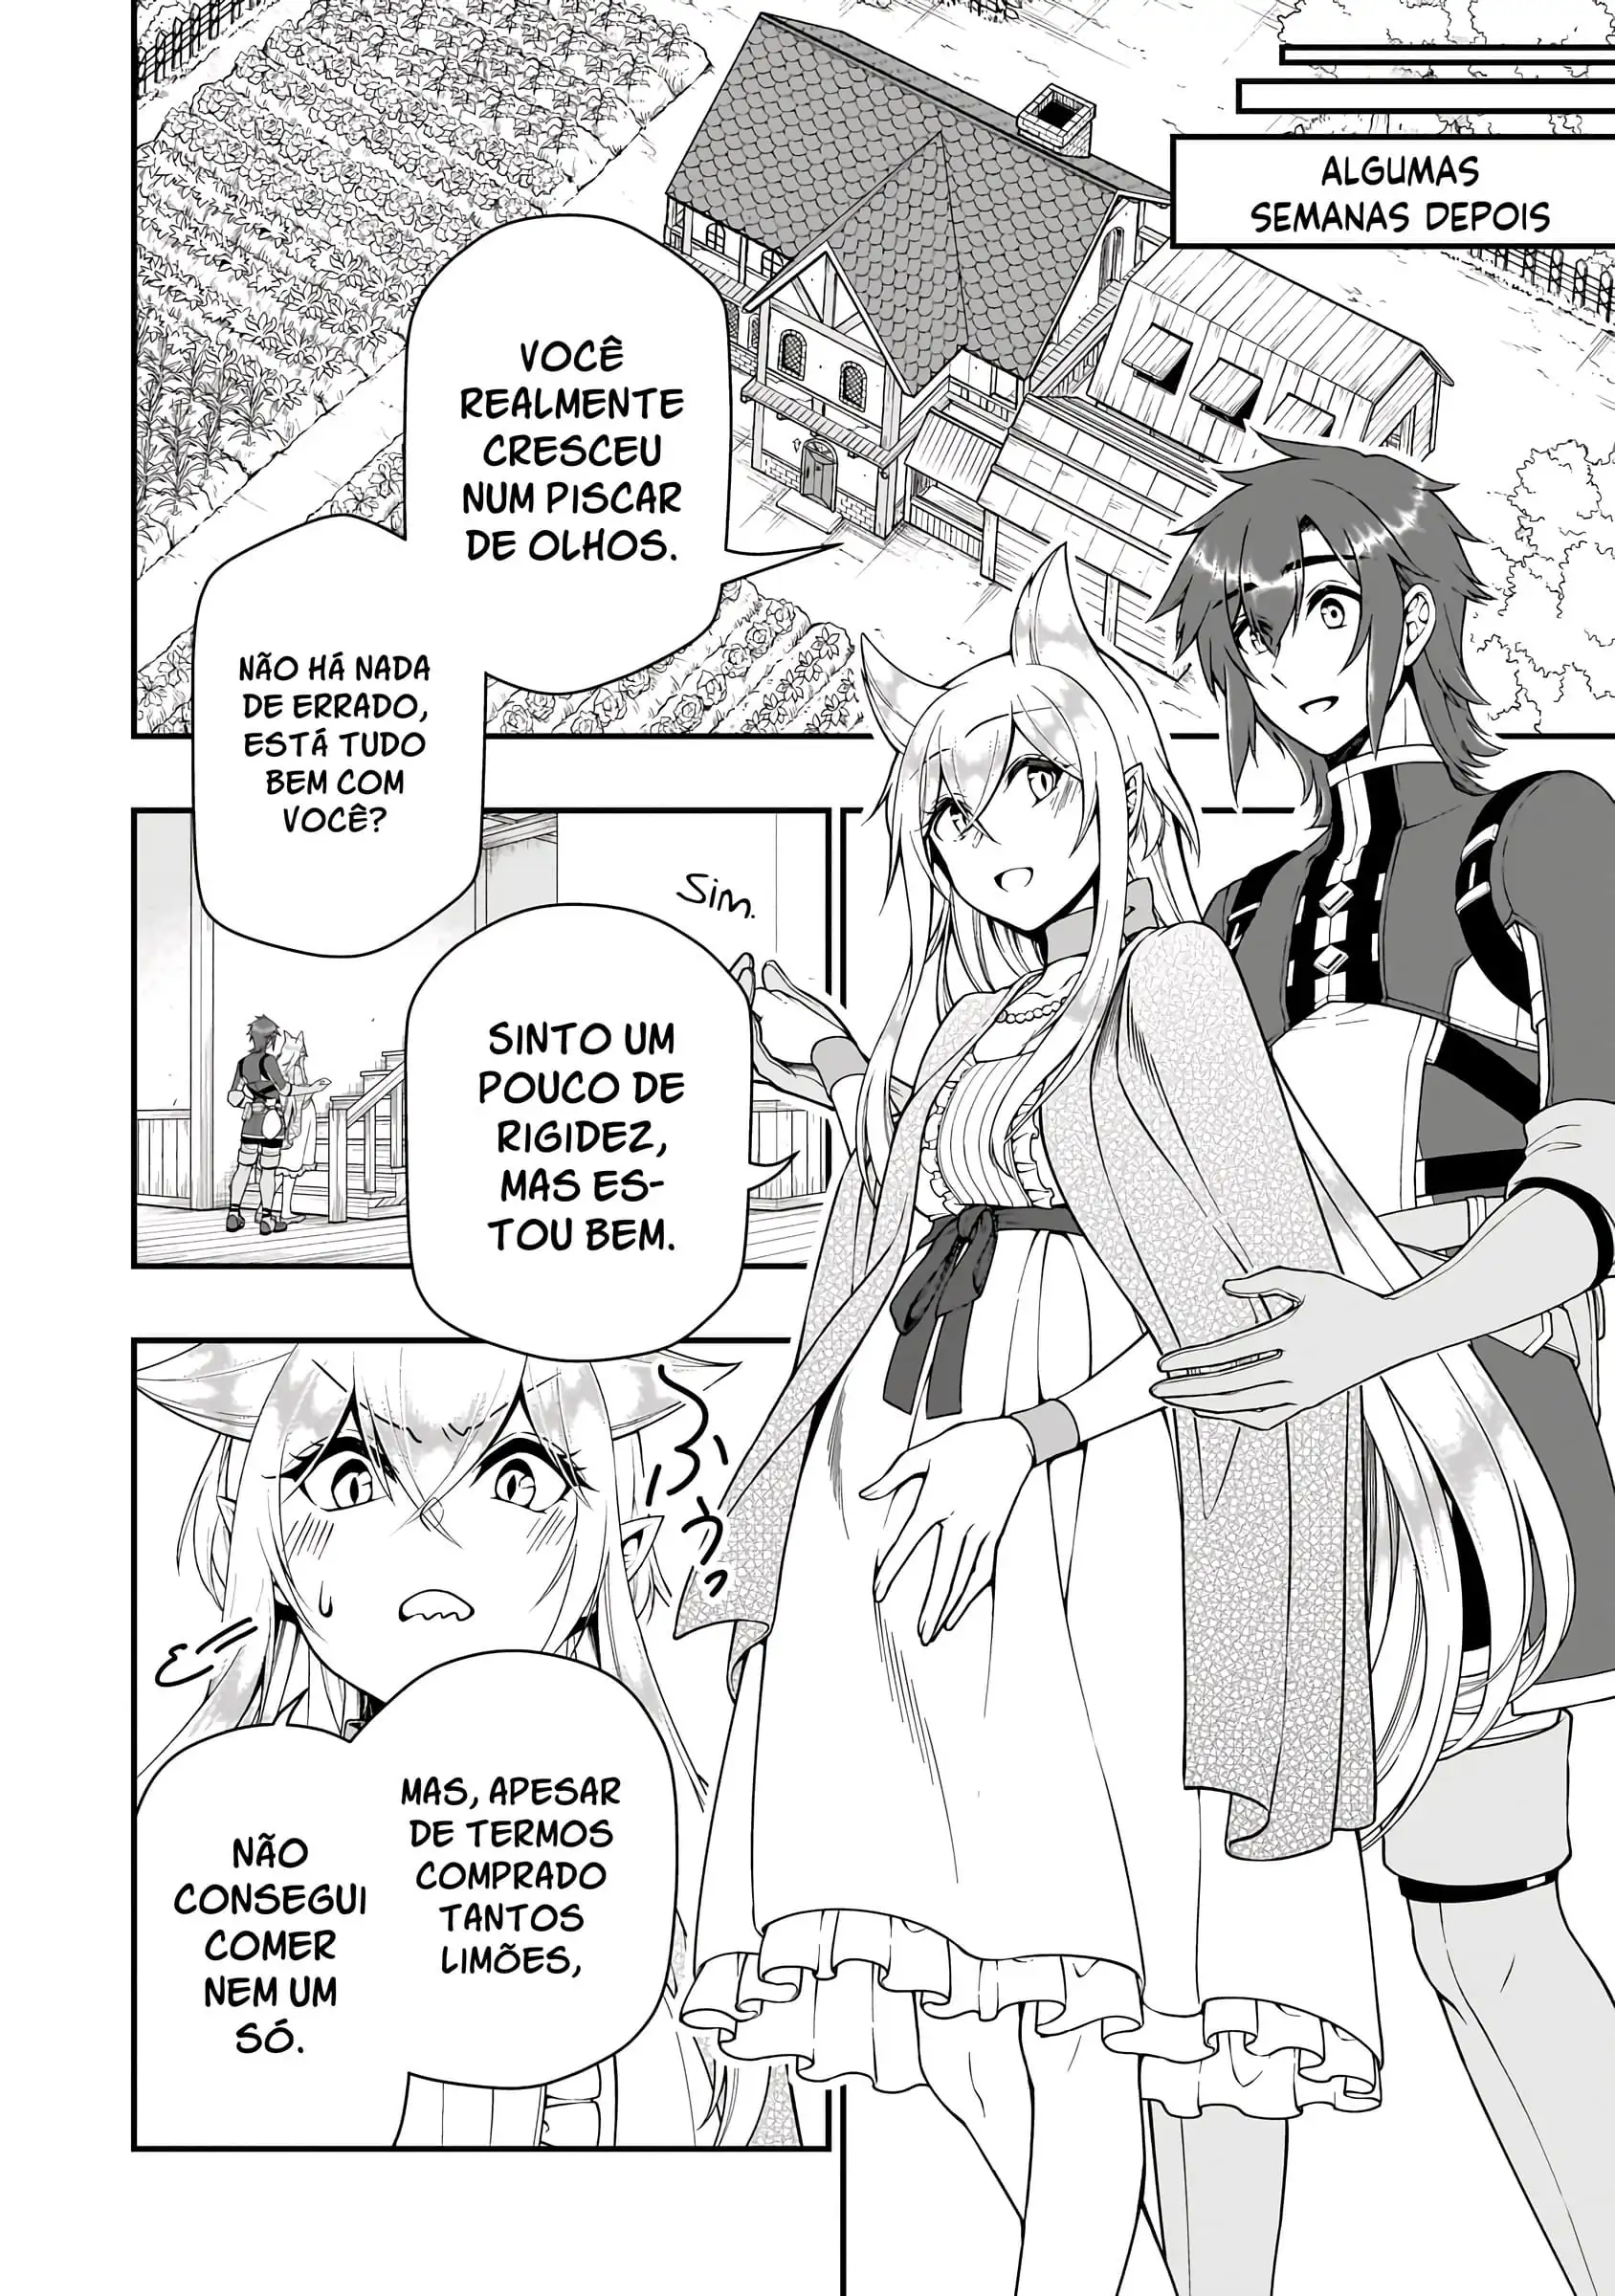 ALGUMAS
SEMANAS DEPOIS
VOCÊ
REALMENTE
CRESCEU
NUM PISCAR
DE OLHOS.
NÃO HÁ NADA
DE ERRADO,
ESTÁ TUDO
BEM COM
VOCÊ?
Sim.
SINTO UM
POUCO DE
RIGIDEZ,
MAS ES-
TOU BEM.
MAS, APESAR
DE TERMOS
COMPRADO
TANTOS
LIMÕES,
NÃO
CONSEGUI
COMER
NEM UM
SÓ.